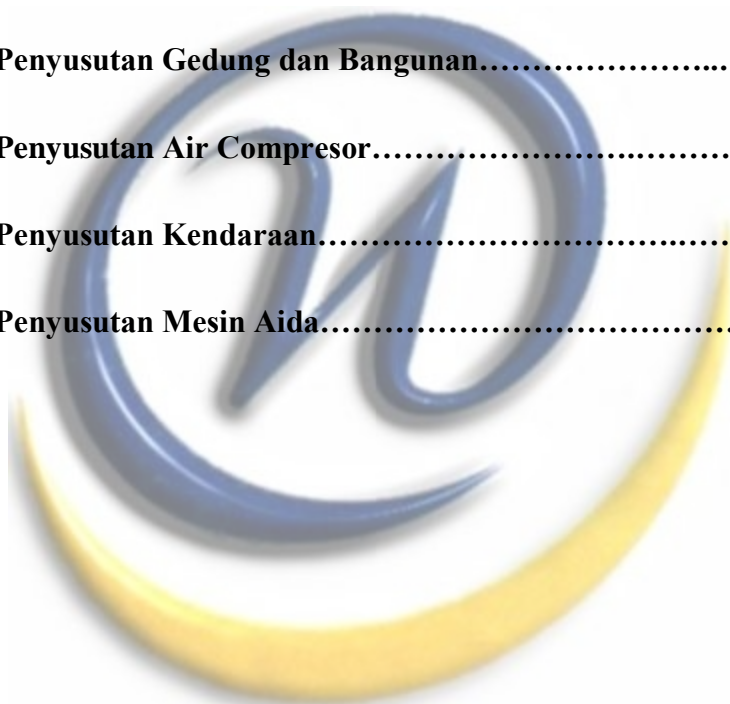 Penyusutan Gedung dan Bangunan…………………...
Penyusutan Air Compresor…………………….………
Penyusutan Kendaraan…………………………….……
Penyusutan Mesin Aida…………………………………